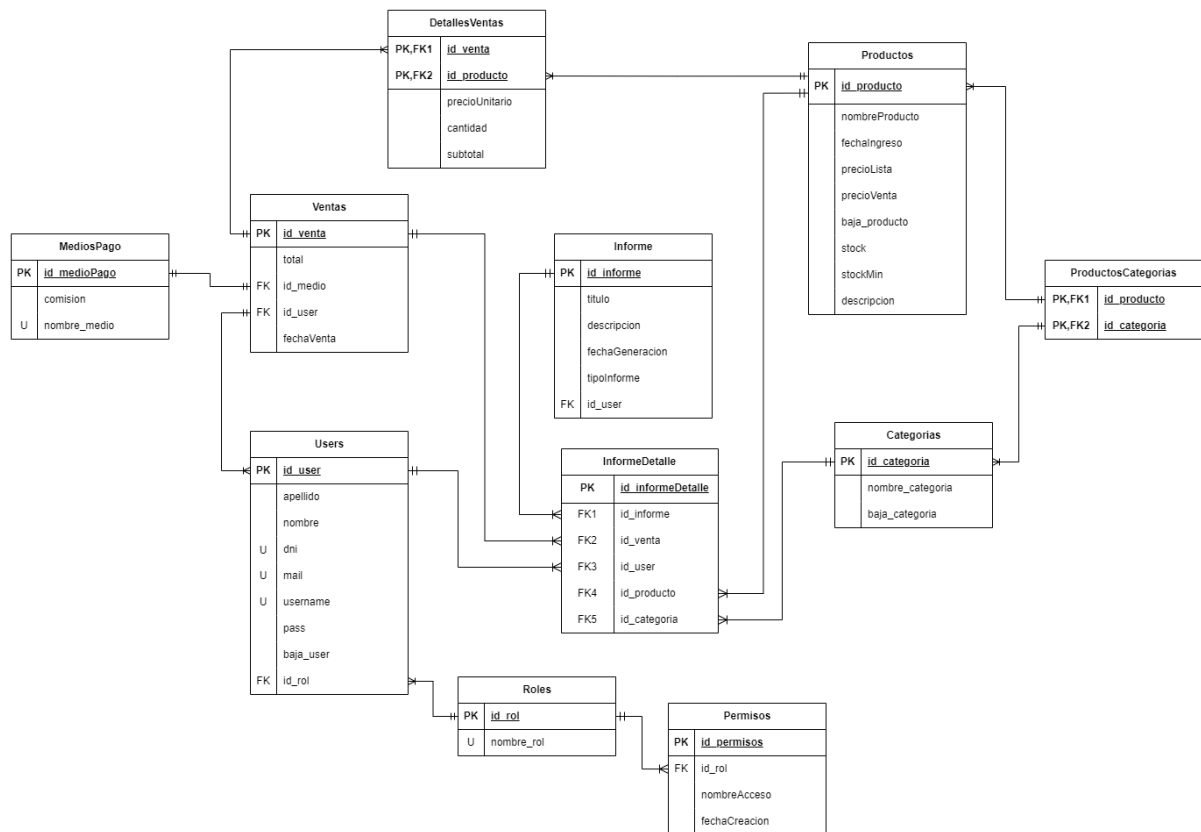 DetallesVentas
PK,FK1 id_venta
PK,FK2 id_producto
precioUnitario
cantidad
subtotal
Productos
PK id_producto
nombreProducto
fechaIngreso
precioLista
precioVenta
baja_producto
stock
stockMin
descripcion
Ventas
PK id_venta
total
FK id_medio
FK id_user
fechaVenta
MediosPago
PK id_medioPago
comision
U nombre_medio
Informe
PK id_informe
titulo
descripcion
fechaGeneracion
tipoInforme
FK id_user
ProductosCategorias
PK,FK1 id_producto
PK,FK2 id_categoria
Users
PK id_user
apellido
nombre
U dni
U mail
U username
pass
baja_user
FK id_rol
InformeDetalle
PK id_informeDetalle
FK1 id_informe
FK2 id_venta
FK3 id_user
FK4 id_producto
FK5 id_categoria
Categorias
PK id_categoria
nombre_categoria
baja_categoria
Roles
PK id_rol
U nombre_rol
Permisos
PK id_permisos
FK id_rol
nombreAcceso
fechaCreacion